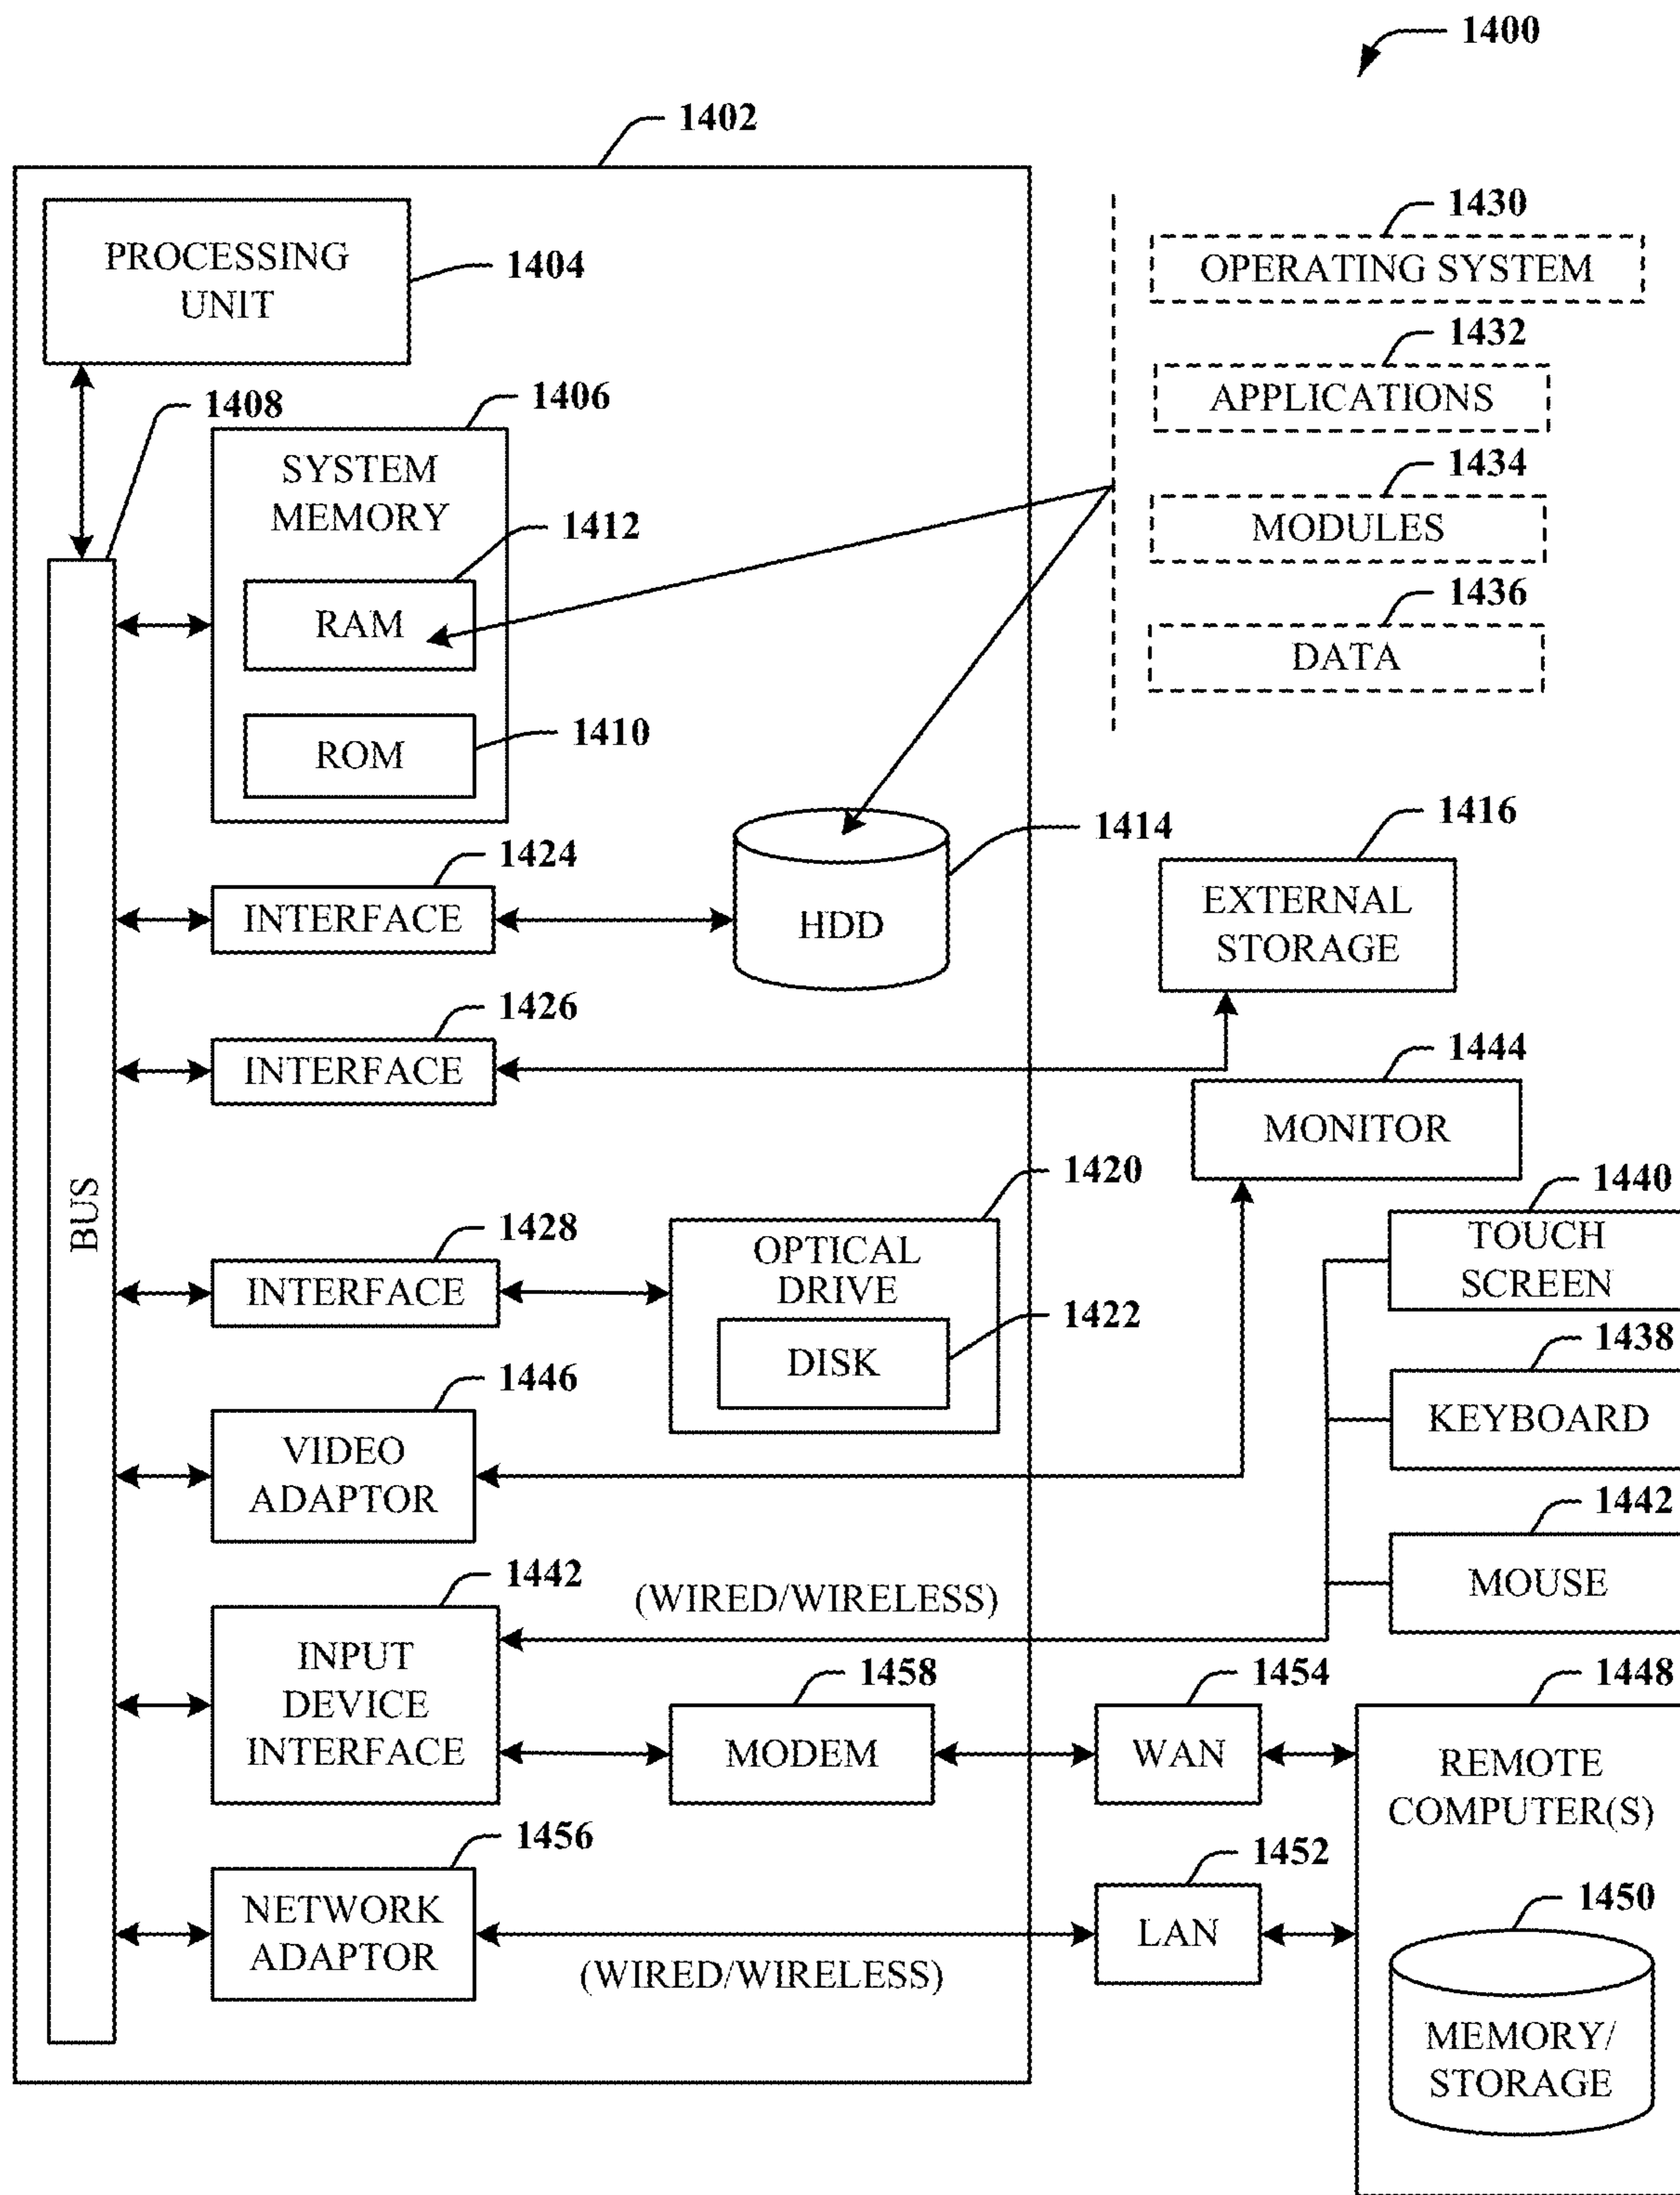 1400
1402
PROCESSING
UNIT
1404
1430
OPERATING SYSTEM
1432
APPLICATIONS
1434
MODULES
1436
DATA
1408
1406
SYSTEM
MEMORY
1412
RAM
1410
ROM
1424
INTERFACE
1414
HDD
1416
EXTERNAL
STORAGE
1426
INTERFACE
1444
MONITOR
BUS
1428
INTERFACE
1420
OPTICAL
DRIVE
1422
DISK
1440
TOUCH
SCREEN
1438
KEYBOARD
1446
VIDEO
ADAPTOR
1442
MOUSE
1442
INPUT
DEVICE
INTERFACE
(WIRED/WIRELESS)
1458
MODEM
1454
WAN
1448
REMOTE
COMPUTER(S)
1456
NETWORK
ADAPTOR
(WIRED/WIRELESS)
1452
LAN
1450
MEMORY/
STORAGE